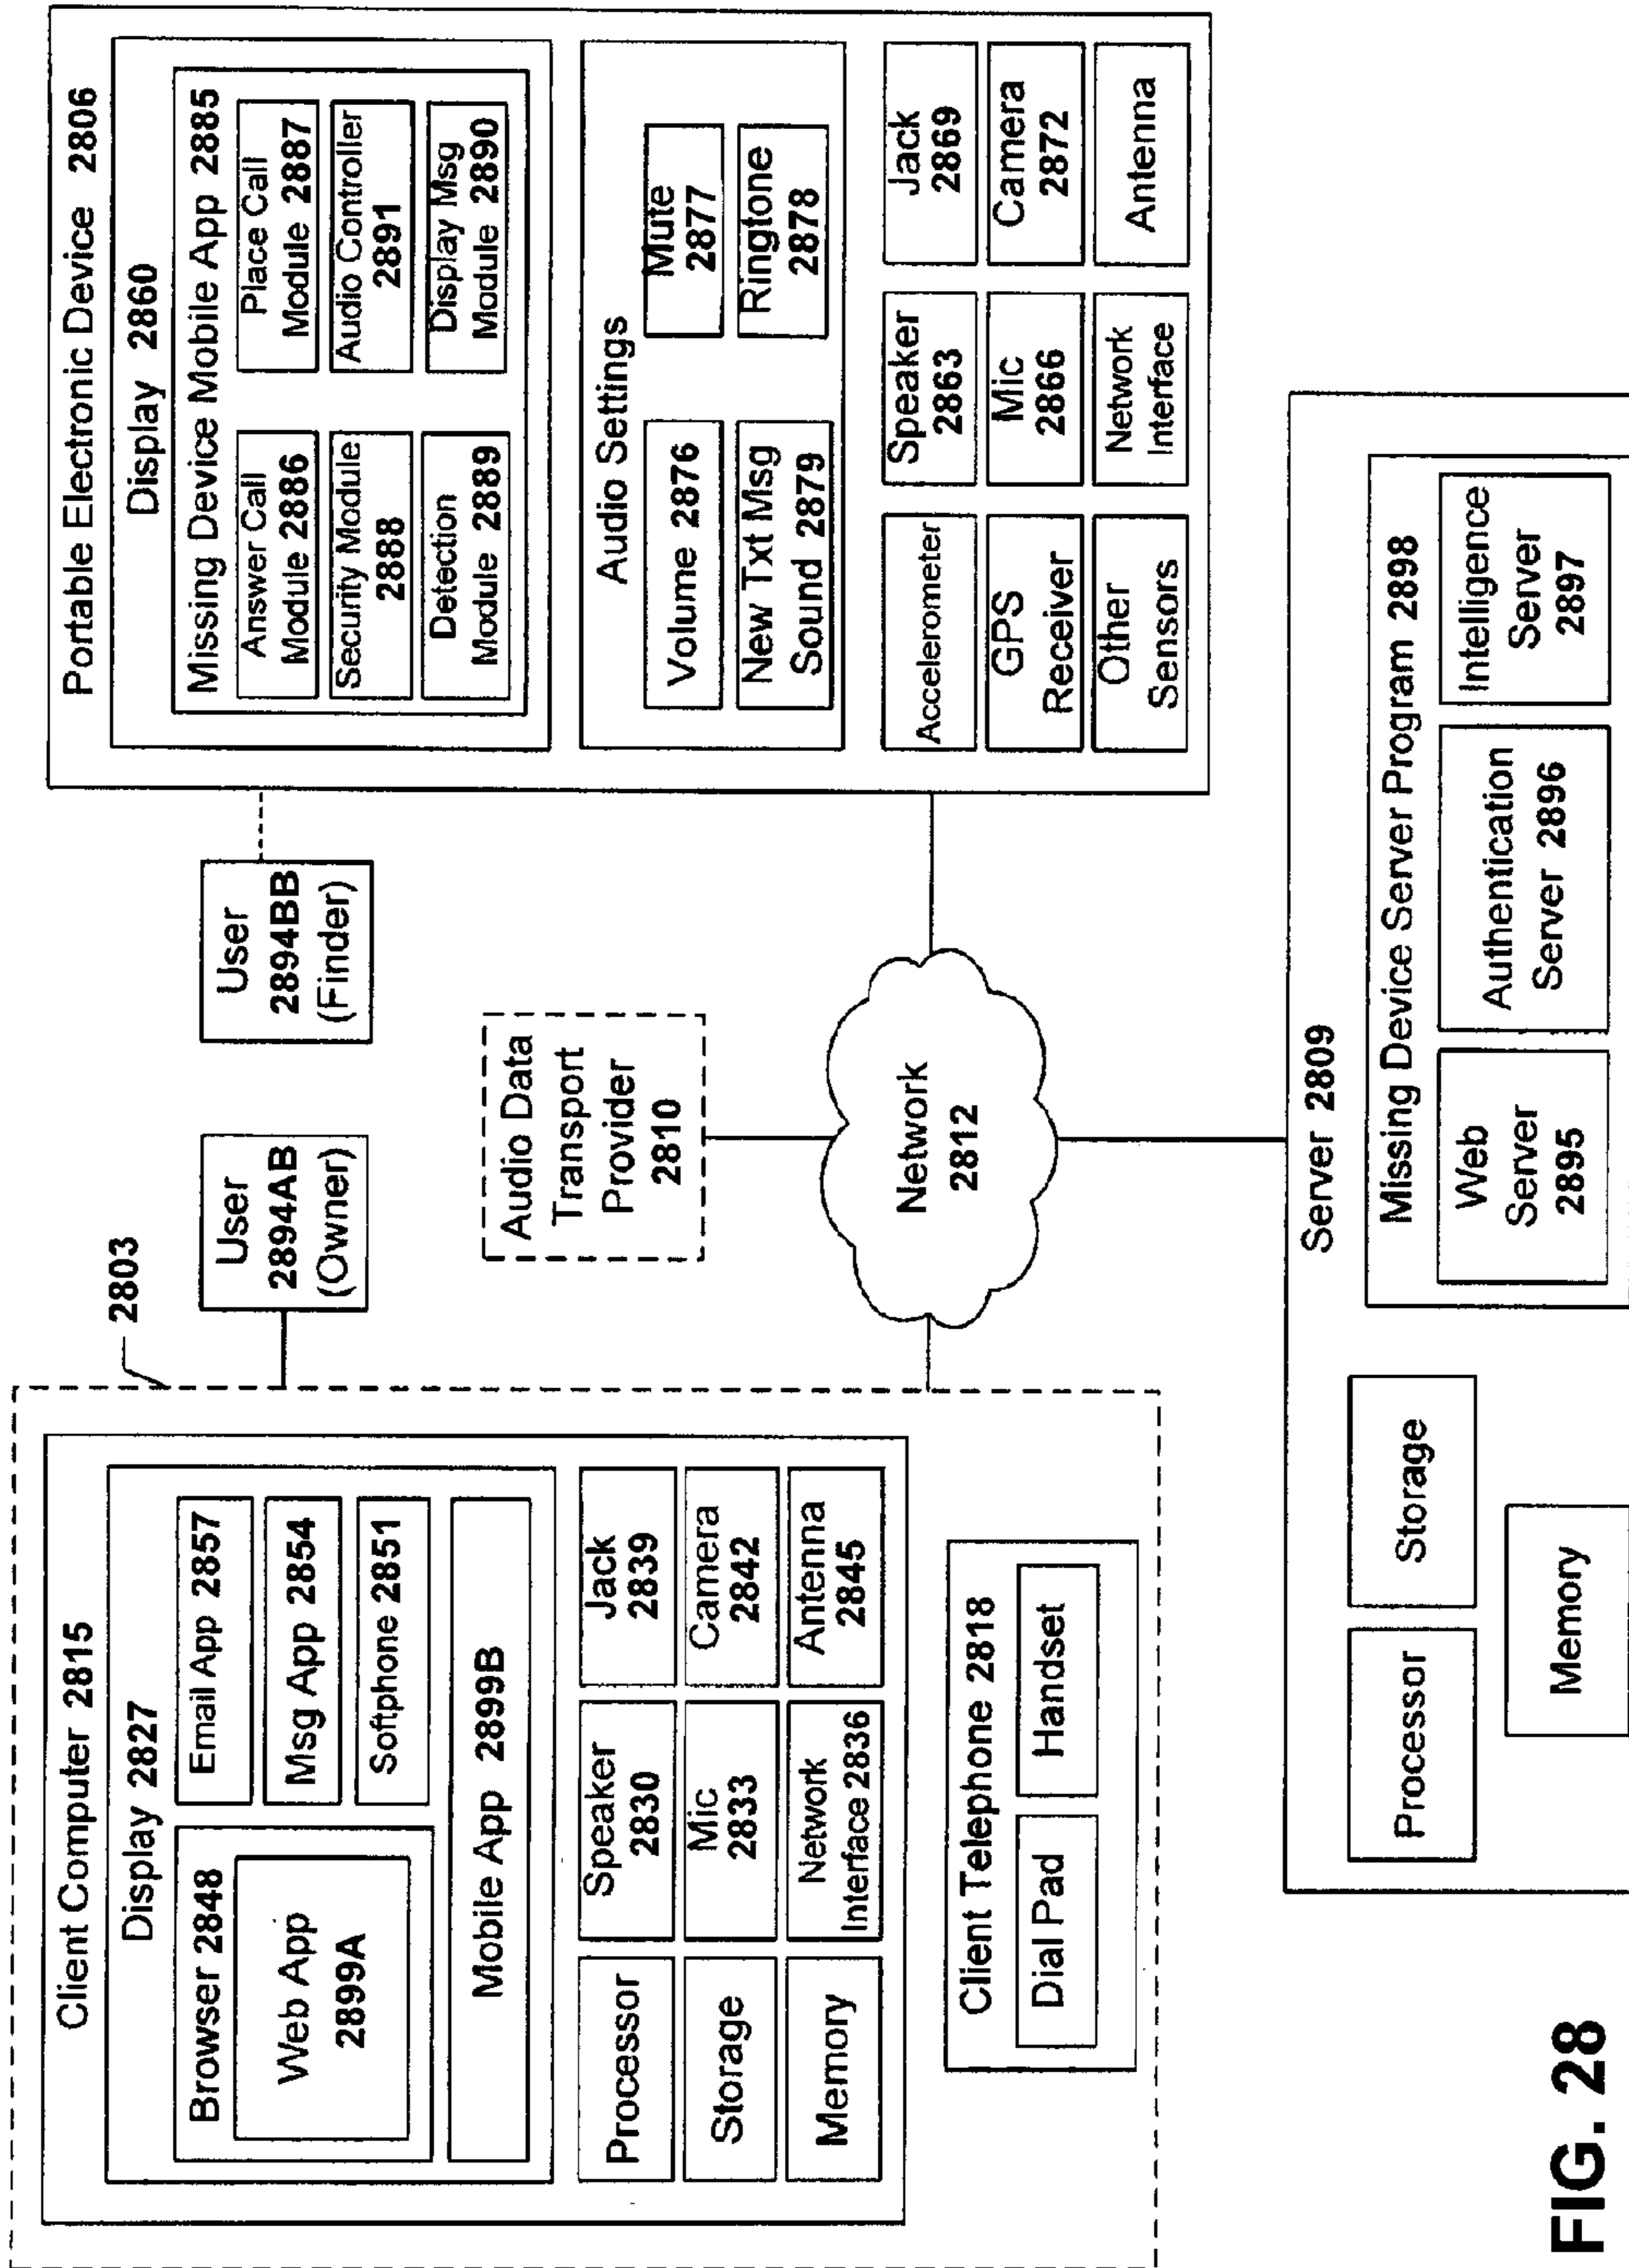 2803
Client Computer 2815
Display 2827
Browser 2848
Web App
2899A
Email App 2857
Msg App 2854
Softphone 2851
Mobile App 2899B
Processor
Speaker
2830
Jack
2839
Storage
Mic
2833
Camera
2842
Memory
Network
Interface 2836
Antenna
2845
Client Telephone 2818
Dial Pad
Handset
User
2894AB
(Owner)
User
2894BB
(Finder)
Audio Data
Transport
Provider
2810
Network
2812
Portable Electronic Device 2806
Display 2860
Missing Device Mobile App 2885
Answer Call
Module 2886
Place Call
Module 2887
Security Module
2888
Audio Controller
2891
Detection
Module 2889
Display Msg
Module 2890
Audio Settings
Volume 2876
Mute
2877
New Txt Msg
Sound 2879
Ringtone
2878
Accelerometer
Speaker
2863
Jack
2869
GPS
Receiver
Mic
2866
Camera
2872
Other
Sensors
Network
Interface
Antenna
Server 2809
Processor
Storage
Memory
Missing Device Server Program 2898
Web
Server
2895
Authentication
Server 2896
Intelligence
Server
2897
FIG. 28